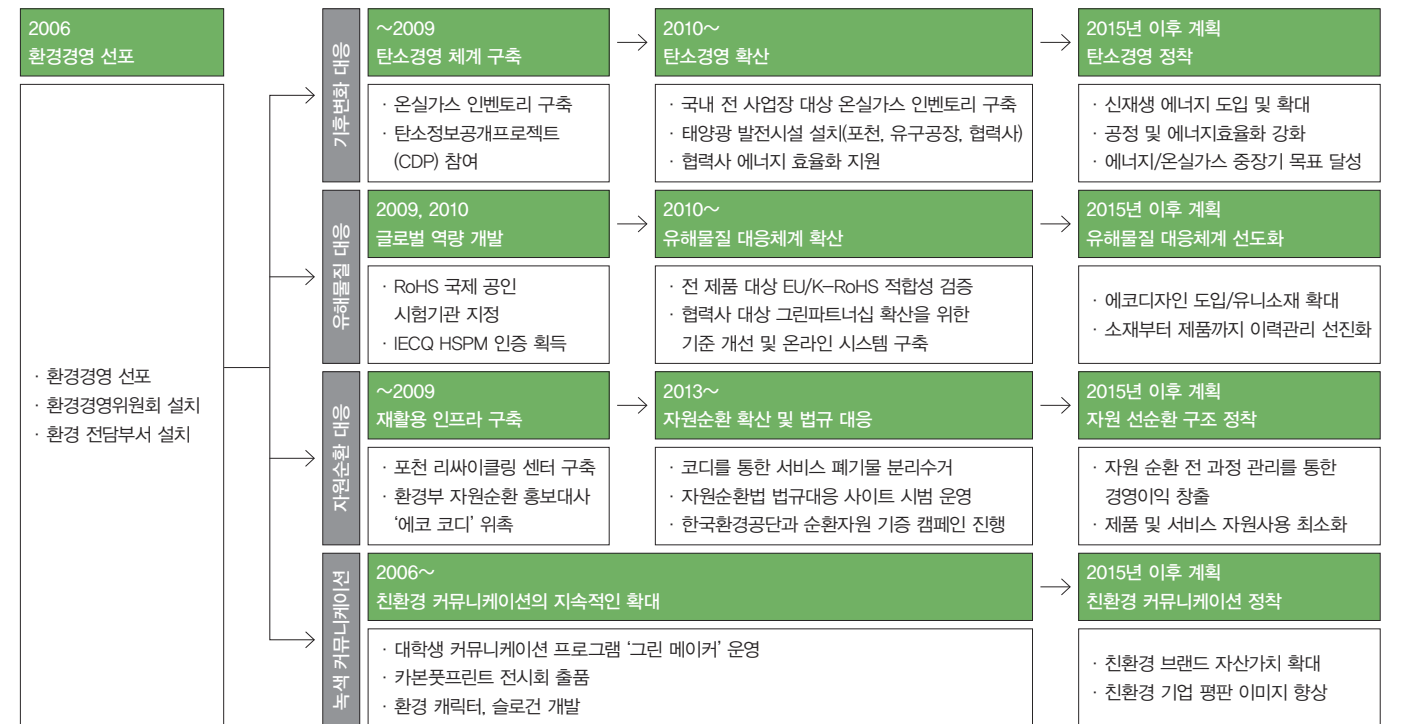 2006
환경경영 선포
· 환경경영 선포
· 환경경영위원회 설치
· 환경 전담부서 설치
기후변화 대응
~2009
탄소경영 체계 구축
· 온실가스 인벤토리 구축
· 탄소정보공개프로젝트
(CDP) 참여
2010~
탄소경영 확산
· 국내 전 사업장 대상 온실가스 인벤토리 구축
· 태양광 발전시설 설치(포천, 유구공장, 협력사)
· 협력사 에너지 효율화 지원
2015년 이후 계획
탄소경영 정착
· 신재생 에너지 도입 및 확대
· 공정 및 에너지효율화 강화
· 에너지/온실가스 중장기 목표 달성
유해물질 대응
2009, 2010
글로벌 역량 개발
· RoHS 국제 공인
시험기관 지정
· IECQ HSPM 인증 획득
2010~
유해물질 대응체계 확산
· 전 제품 대상 EU/K-RoHS 적합성 검증
· 협력사 대상 그린파트너십 확산을 위한
기준 개선 및 온라인 시스템 구축
2015년 이후 계획
유해물질 대응체계 선도화
· 에코디자인 도입/유니소재 확대
· 소재부터 제품까지 이력관리 선진화
자원순환 대응
~2009
재활용 인프라 구축
· 포천 리싸이클링 센터 구축
· 환경부 자원순환 홍보대사
‘에코 코디’ 위촉
2013~
자원순환 확산 및 법규 대응
· 코디를 통한 서비스 폐기물 분리수거
· 자원순환법 법규대응 사이트 시범 운영
· 한국환경공단과 순환자원 기증 캠페인 진행
2015년 이후 계획
자원 선순환 구조 정착
· 자원 순환 전 과정 관리를 통한
경영이익 창출
· 제품 및 서비스 자원사용 최소화
녹색 커뮤니케이션
2006~
친환경 커뮤니케이션의 지속적인 확대
· 대학생 커뮤니케이션 프로그램 ‘그린 메이커’ 운영
· 카본풋프린트 전시회 출품
· 환경 캐릭터, 슬로건 개발
2015년 이후 계획
친환경 커뮤니케이션 정착
· 친환경 브랜드 자산가치 확대
· 친환경 기업 평판 이미지 향상